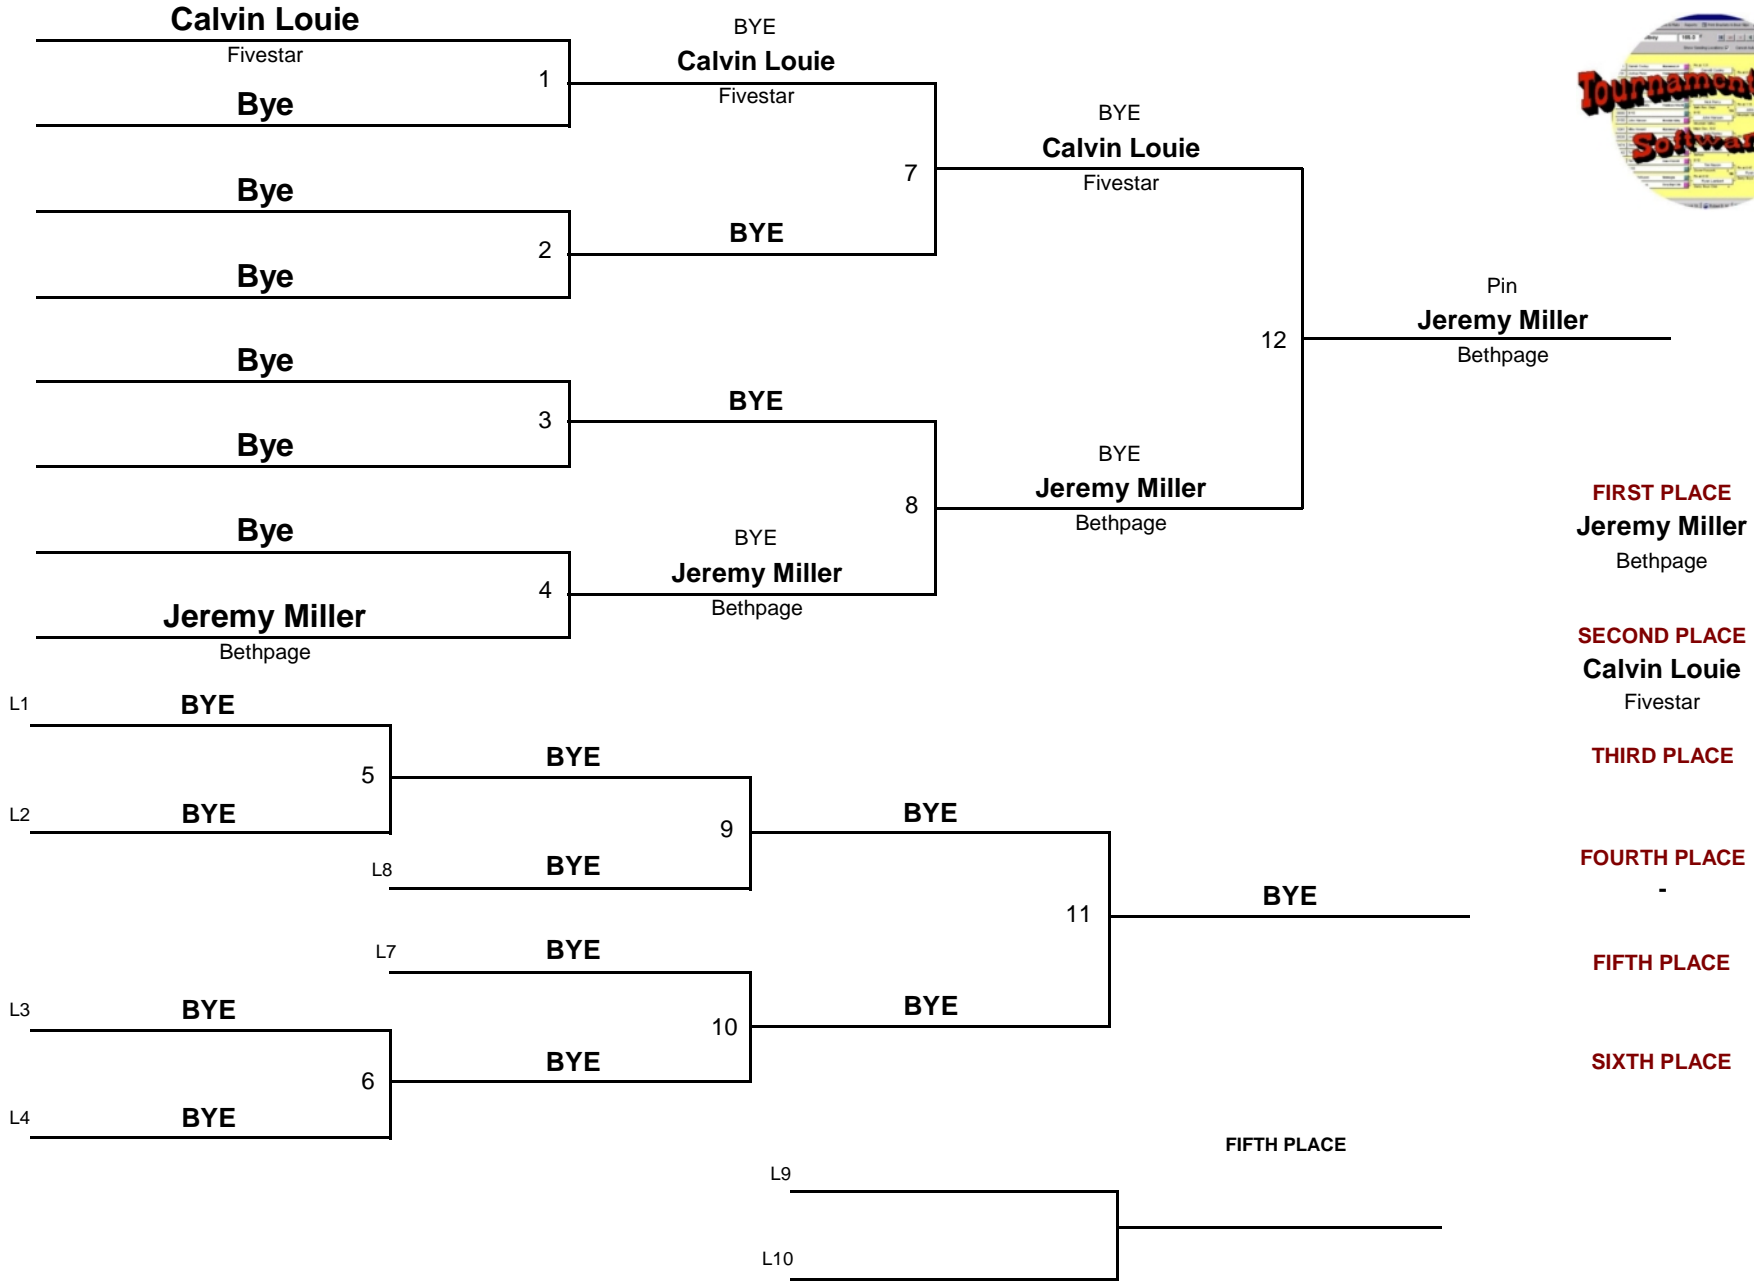 Calvin Louie
Fivestar
Bye
1
Bye
Bye
2
Bye
Bye
3
Bye
Jeremy Miller
Bethpage
4
BYE
Calvin Louie
Fivestar
BYE
7
BYE
BYE
Jeremy Miller
Bethpage
8
BYE
Calvin Louie
Fivestar
BYE
Jeremy Miller
Bethpage
12
Pin
Jeremy Miller
Bethpage
Tournament
FIRST PLACE
Jeremy Miller
Bethpage
SECOND PLACE
Calvin Louie
Fivestar
THIRD PLACE
FOURTH PLACE
-
FIFTH PLACE
SIXTH PLACE
L1
BYE
L2
BYE
5
BYE
L8
BYE
9
BYE
L7
BYE
L3
BYE
L4
BYE
6
BYE
10
BYE
11
BYE
FIFTH PLACE
L9
L10